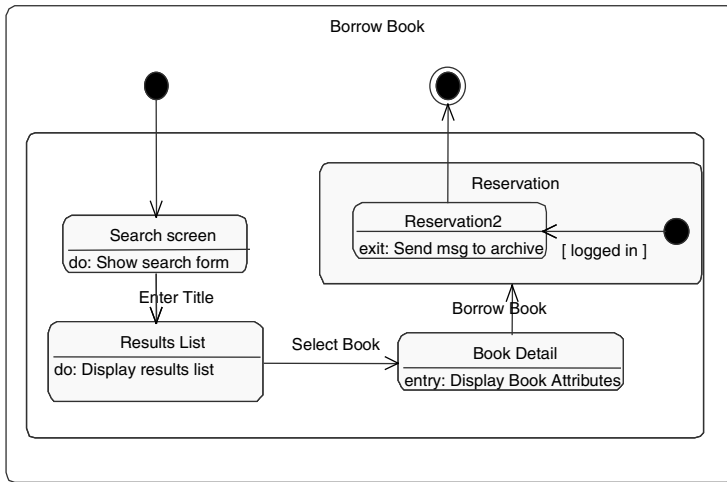 Borrow Book
Reservation
Reservation2
exit: Send msg to archive
[ logged in ]
Search screen
do: Show search form
Enter Title
Borrow Book
Results List
do: Display results list
Select Book
Book Detail
entry: Display Book Attributes